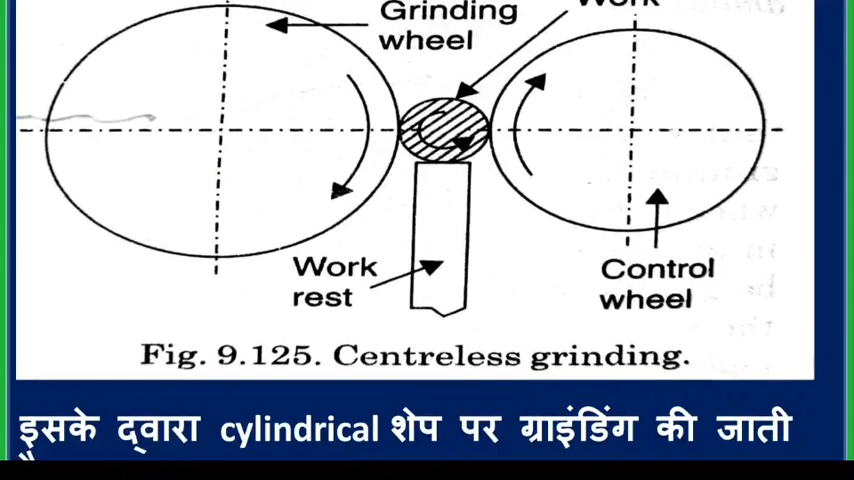 Grinding
wheel
Work
Work
rest
Control
wheel
Fig. 9.125. Centreless grinding.
इसके द्वारा cylindrical शेप पर ग्राइंडिंग की जाती